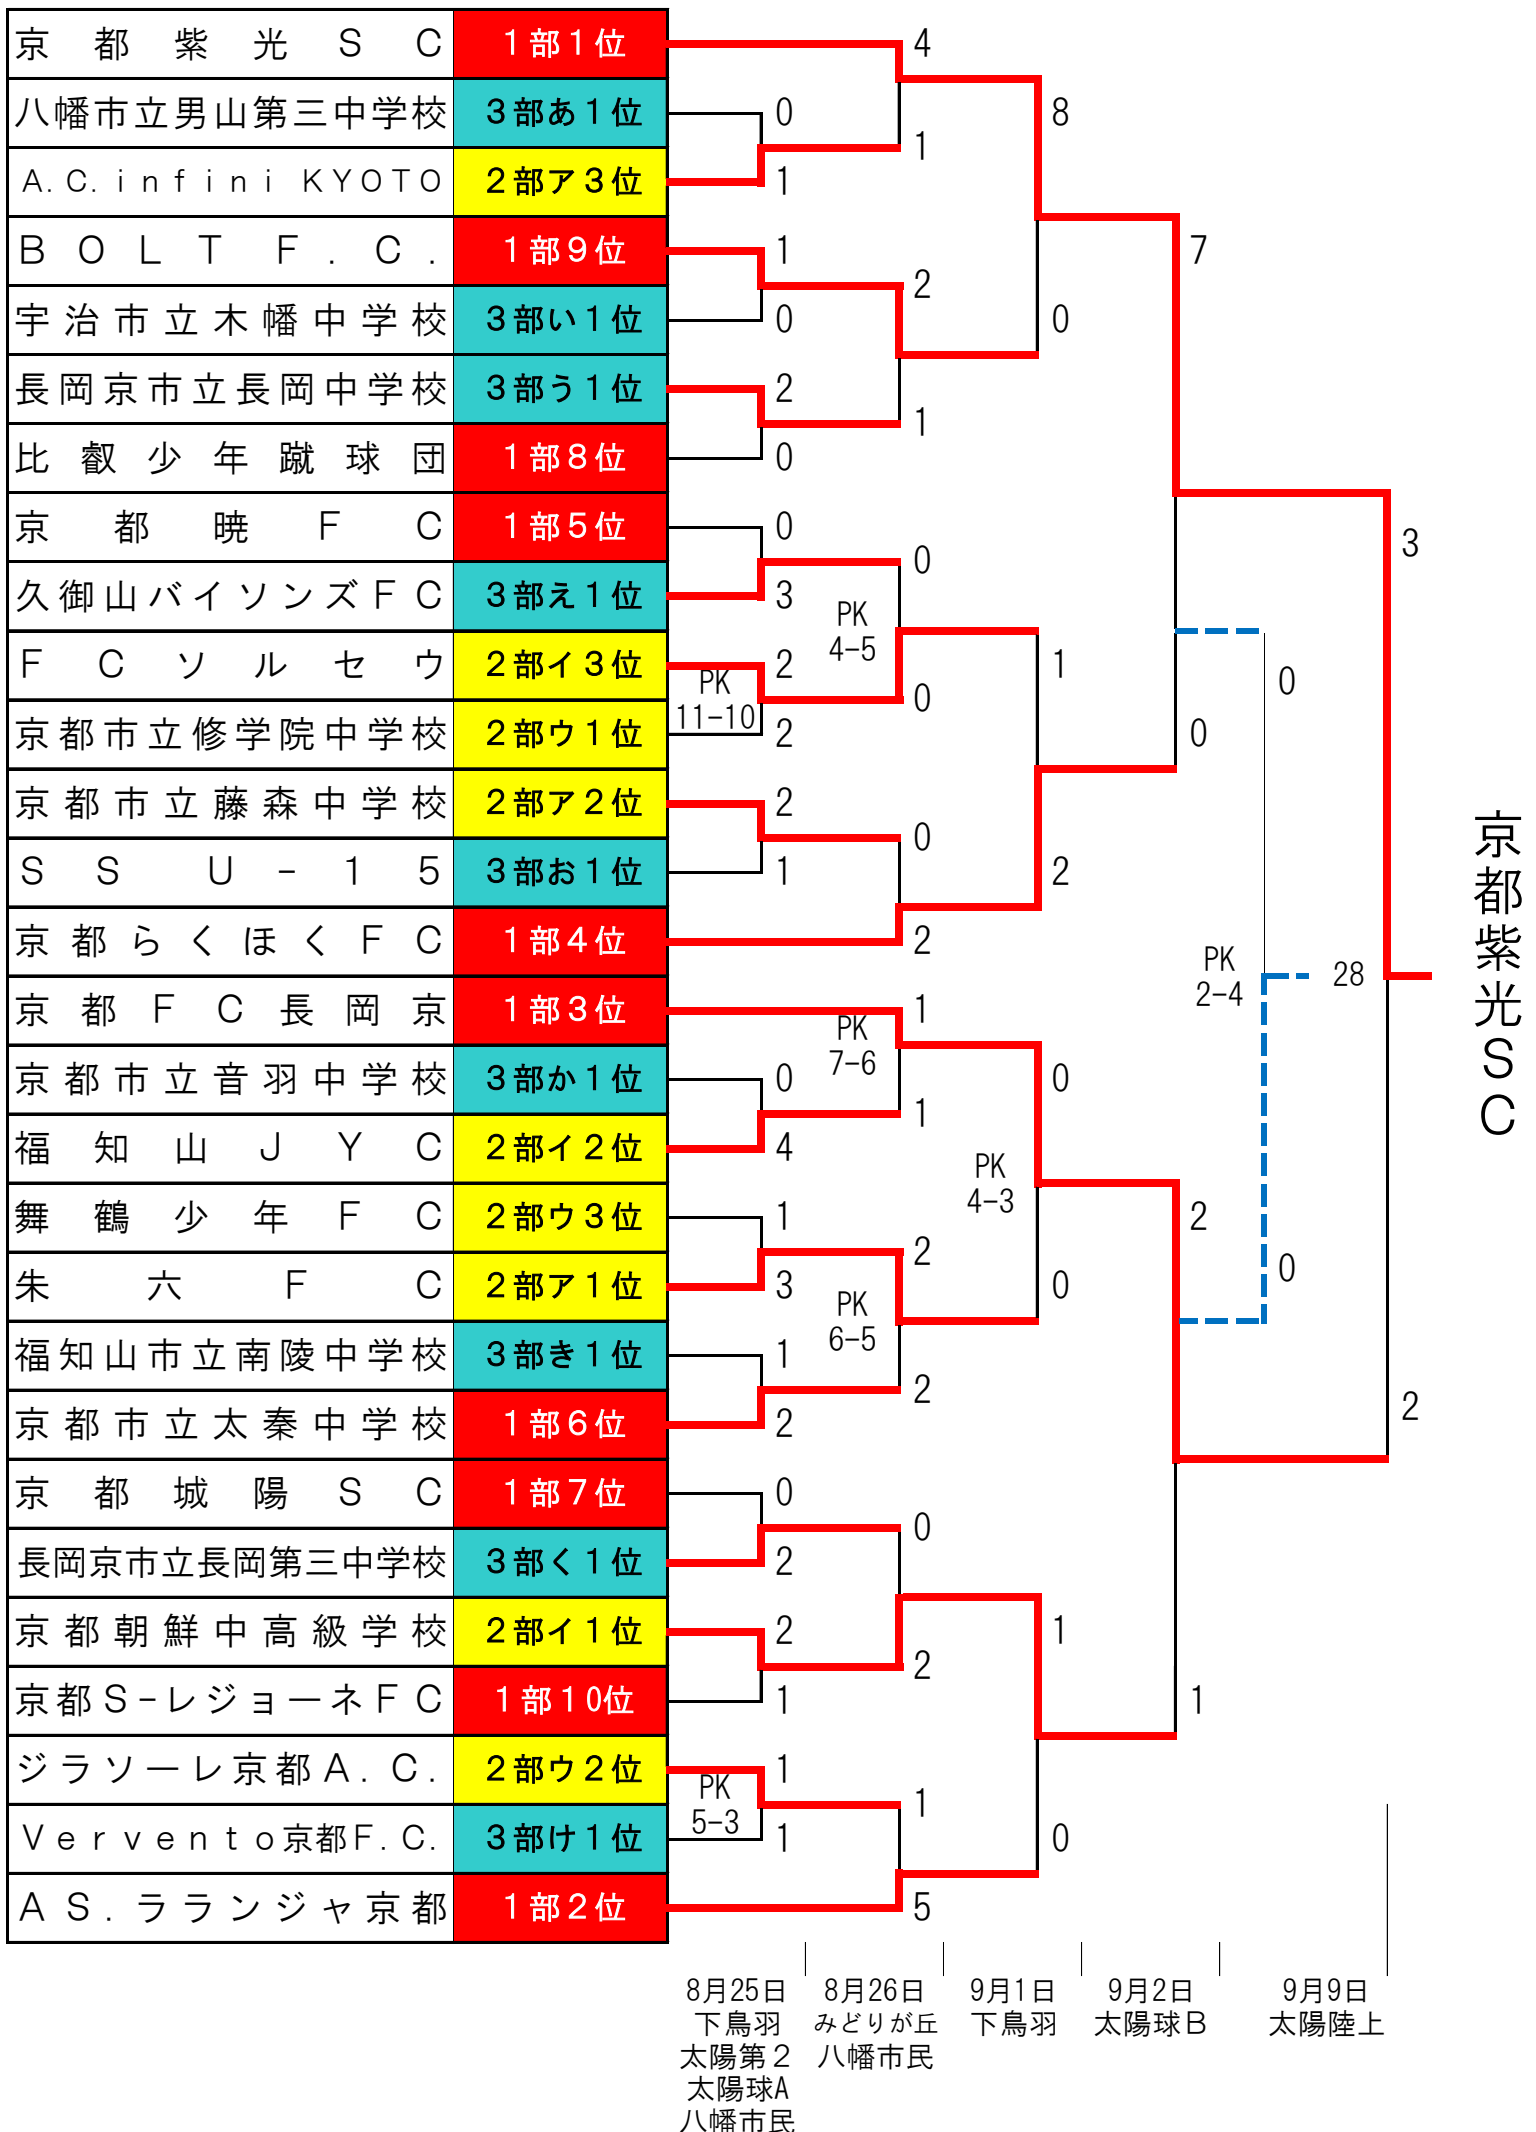 京都紫光ＳＣ １部１位
八幡市立男山第三中学校 ３部あ１位
Ａ.Ｃ.ｉｎｆｉｎｉ ＫＹＯＴＯ ２部ア３位
ＢＯＬＴ Ｆ.Ｃ. １部９位
宇治市立木幡中学校 ３部い１位
長岡京市立長岡中学校 ３部う１位
比叡少年蹴球団 １部８位
京都暁ＦＣ １部５位
久御山バイソンズＦＣ ３部え１位
ＦＣソルセウ ２部イ３位
京都市立修学院中学校 ２部ウ１位
京都市立藤森中学校 ２部ア２位
ＳＳ Ｕ-１５ ３部お１位
京都らくほくＦＣ １部４位
京都ＦＣ長岡京 １部３位
京都市立音羽中学校 ３部か１位
福知山ＪＹＣ ２部イ２位
舞鶴少年ＦＣ ２部ウ３位
朱六ＦＣ ２部ア１位
福知山市立南陵中学校 ３部き１位
京都市立太秦中学校 １部６位
京都城陽ＳＣ １部７位
長岡京市立長岡第三中学校 ３部く１位
京都朝鮮中高級学校 ２部イ１位
京都Ｓ-レジョーネＦＣ １部１０位
ジラソーレ京都Ａ.Ｃ. ２部ウ２位
Ｖｅｒｖｅｎｔｏ京都Ｆ.Ｃ. ３部け１位
ＡＳ.ラランジャ京都 １部２位
0
1
1
0
2
0
0
3
2
PK
11-10
2
2
1
0
4
1
3
1
2
0
2
2
1
1
PK
5-3
1
4
1
2
1
0
PK
4-5
0
0
2
1
PK
7-6
1
2
PK
6-5
2
0
2
1
5
8
0
1
2
0
PK
4-3
0
1
0
7
0
2
1
0
PK
2-4
0
3
28
2
京都紫光ＳＣ
8月25日
下鳥羽
太陽第２
太陽球A
八幡市民
8月26日
みどりが丘
八幡市民
9月1日
下鳥羽
9月2日
太陽球Ｂ
9月9日
太陽陸上